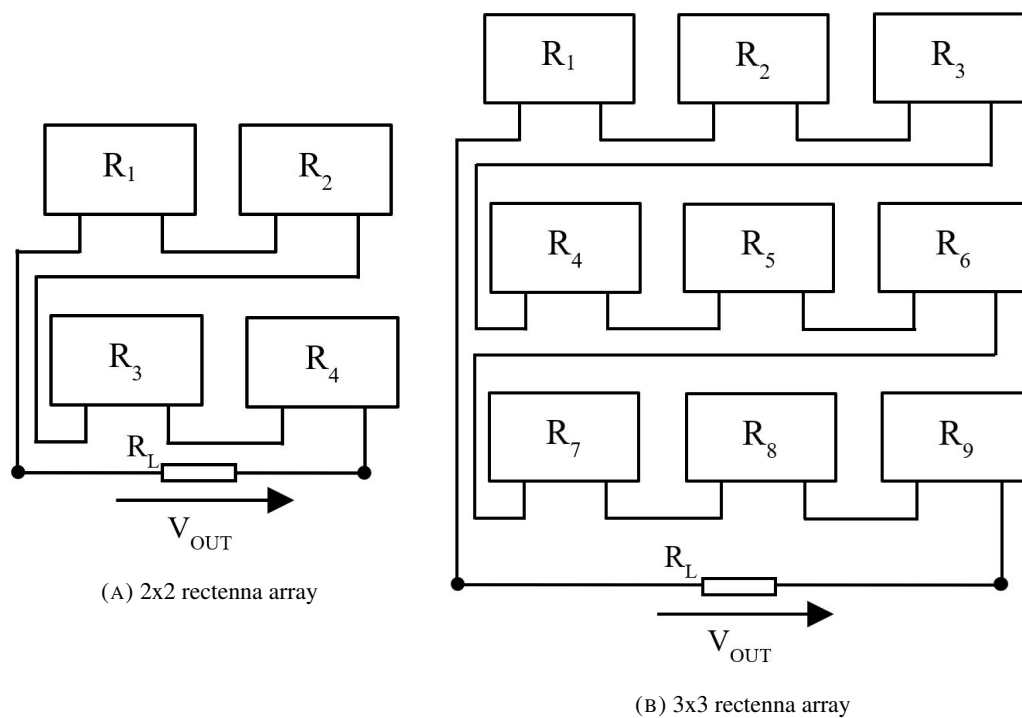 R1 R2
R3 R4
RL
VOUT
(A) 2x2 rectenna array
R1 R2 R3
R4 R5 R6
R7 R8 R9
RL
VOUT
(B) 3x3 rectenna array